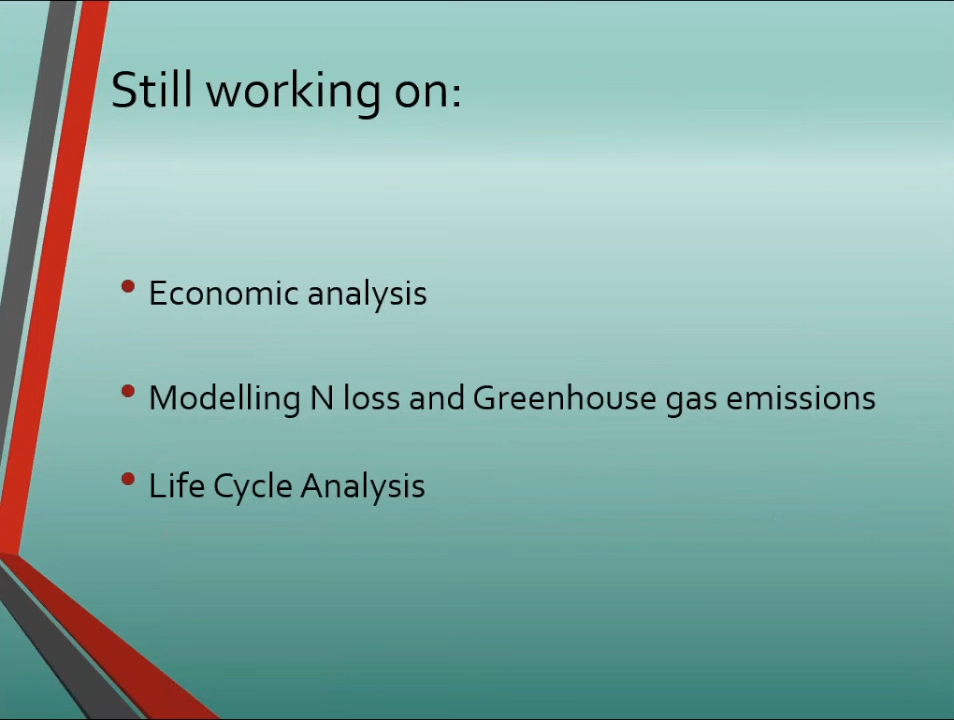 Still working on:
• Economic analysis
• Modelling N loss and Greenhouse gas emissions
• Life Cycle Analysis